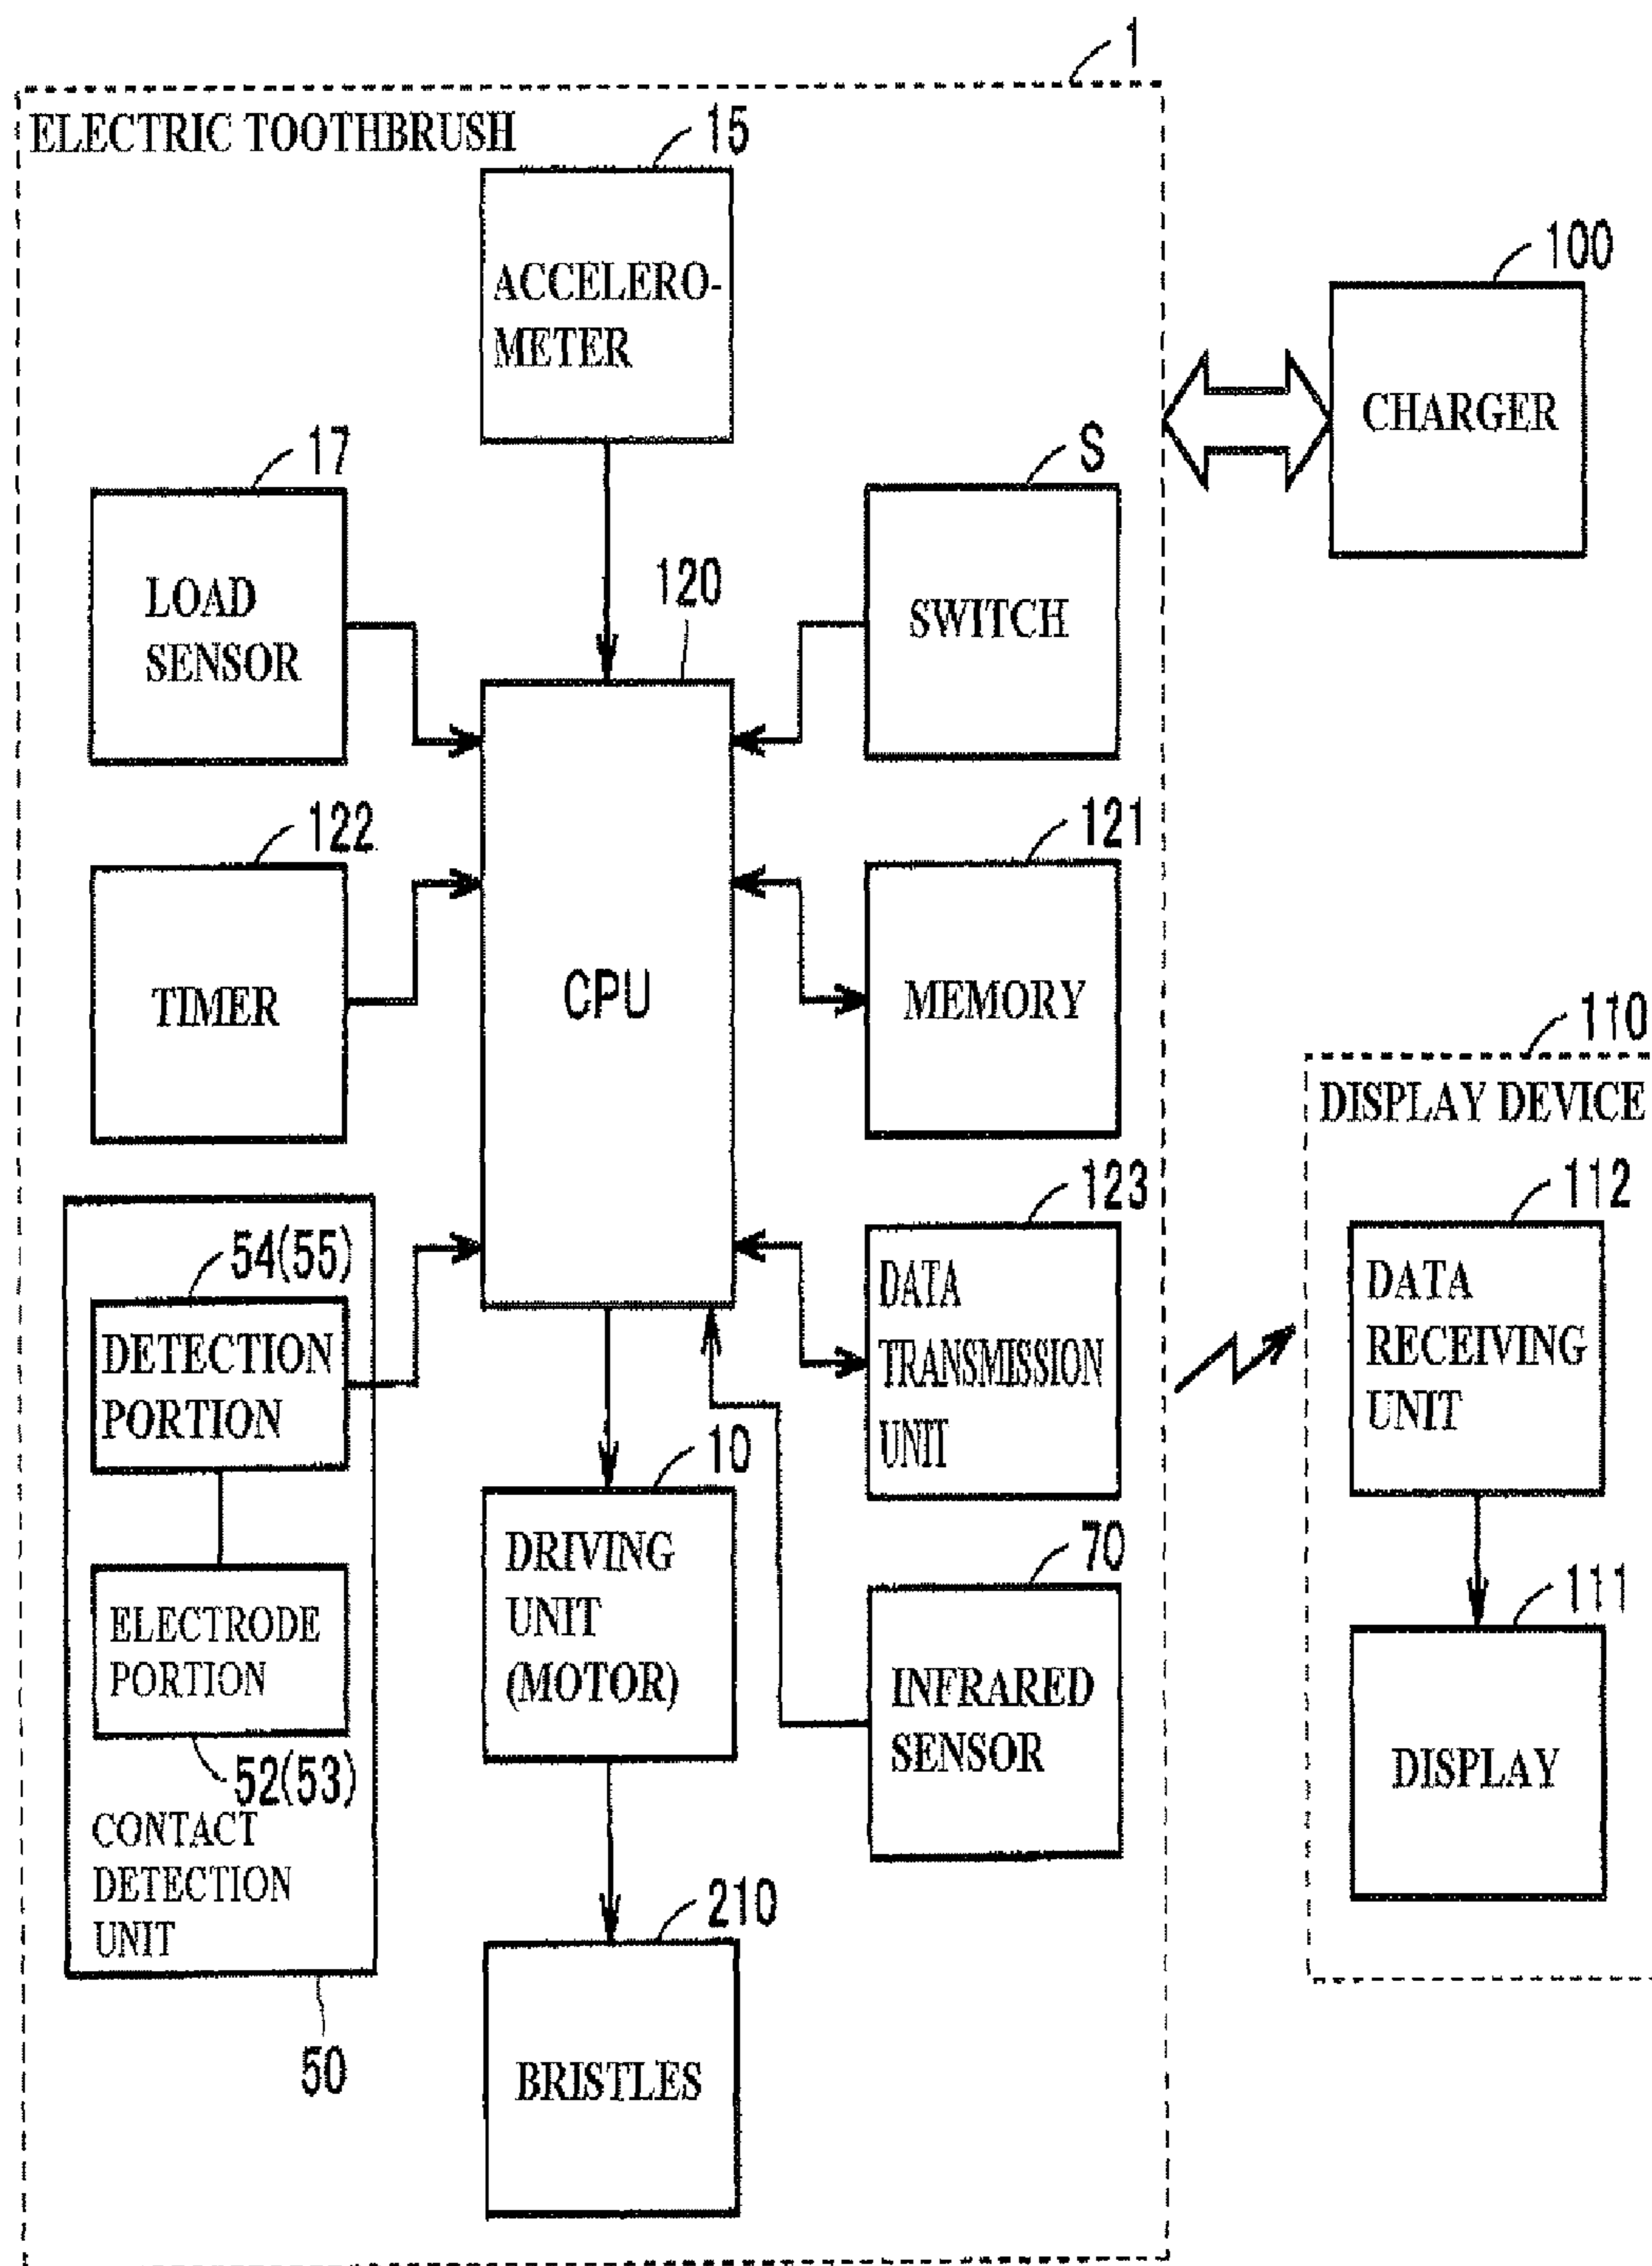 1
ELECTRIC TOOTHBRUSH
15
ACCELERO-
METER
100
CHARGER
17
LOAD
SENSOR
S
SWITCH
120
CPU
122
TIMER
121
MEMORY
110
DISPLAY DEVICE
54(55)
DETECTION
PORTION
123
DATA
TRANSMISSION
UNIT
112
DATA
RECEIVING
UNIT
ELECTRODE
PORTION
52(53)
CONTACT
DETECTION
UNIT
50
10
DRIVING
UNIT
(MOTOR)
70
INFRARED
SENSOR
111
DISPLAY
210
BRISTLES